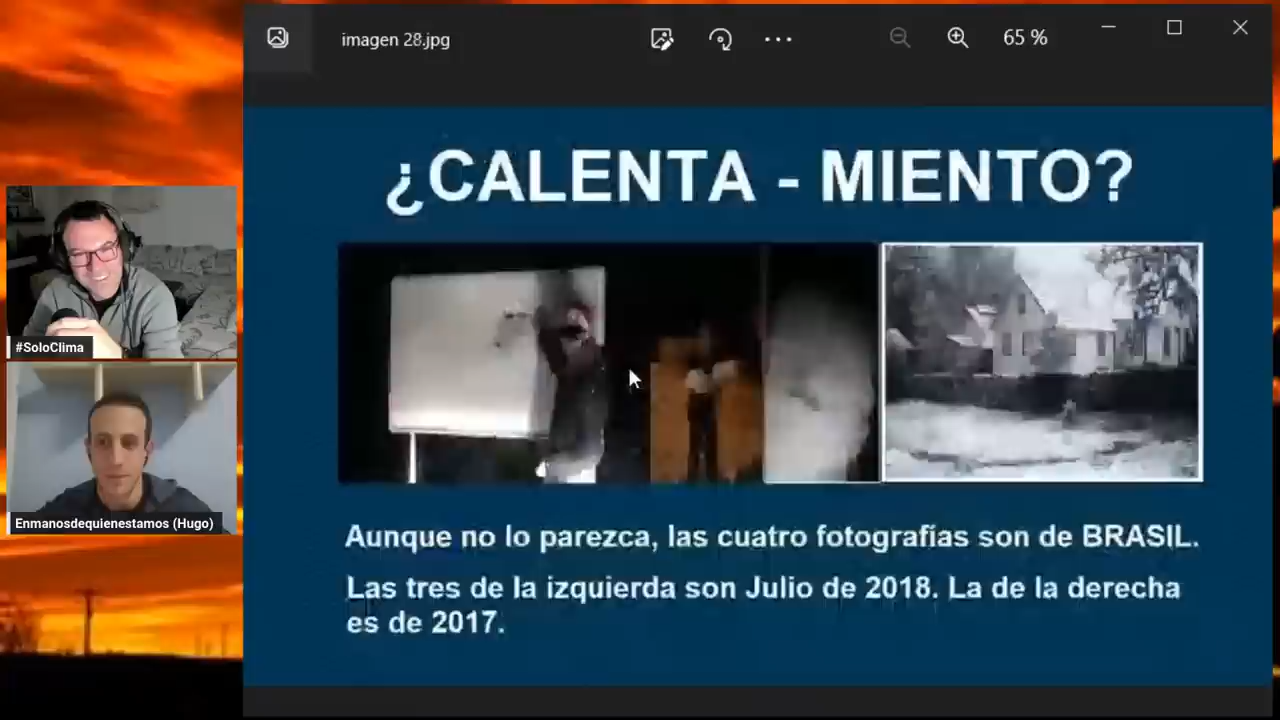 imagen 28.jpg
65 %
¿CALENTA - MIENTO?
#SoloClima
Enmanosdequienestamos (Hugo)
Aunque no lo parezca, las cuatro fotografías son de BRASIL.
Las tres de la izquierda son Julio de 2018. La de la derecha
es de 2017.